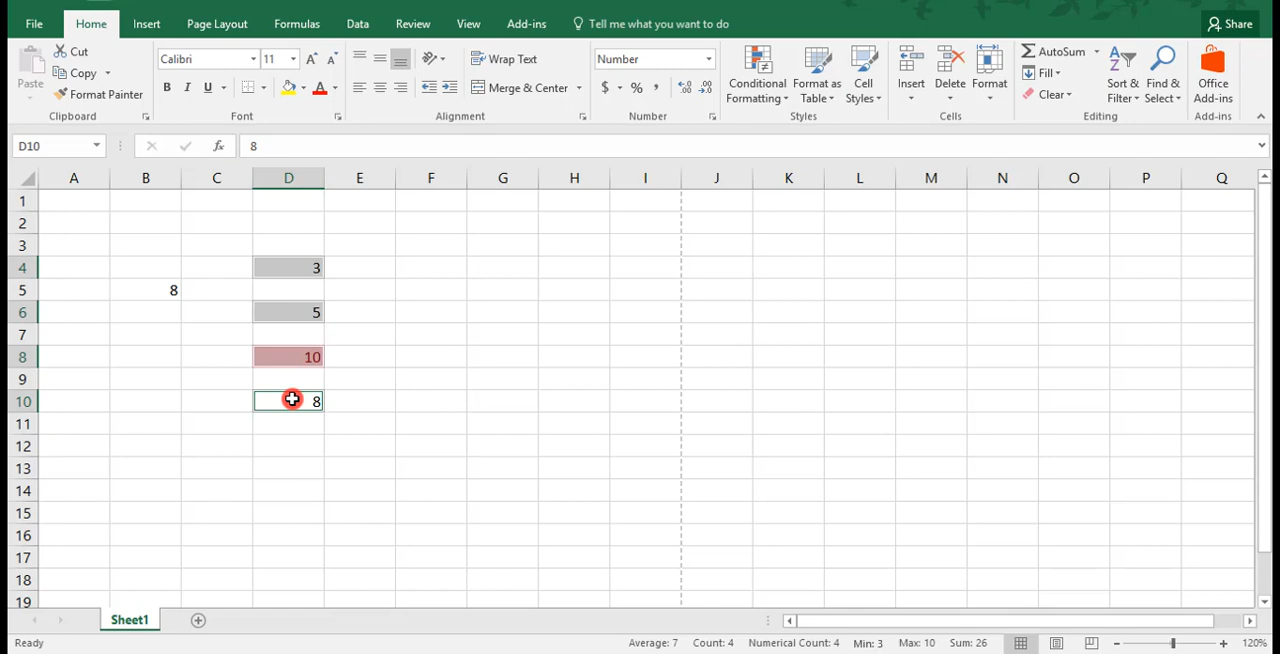 File Home Insert Page Layout Formulas Data Review View Add-ins Tell me what you want to do Share
Cut
Copy
Format Painter
Paste
Clipboard
Calibri 11
B I U
Font
Wrap Text
Merge & Center
Alignment
Number
$ % ,
Number
Conditional Formatting
Format as Table
Cell Styles
Styles
Insert Delete Format
Cells
AutoSum
Fill
Clear
Sort & Filter
Find & Select
Editing
Office Add-ins
Add-ins
D10 fx 8
A B C D E F G H I J K L M N O P Q
1
2
3
4 3
5 8
6 5
7
8 10
9
10 8
11
12
13
14
15
16
17
18
19
Sheet1
Ready Average: 7 Count: 4 Numerical Count: 4 Min: 3 Max: 10 Sum: 26 120%